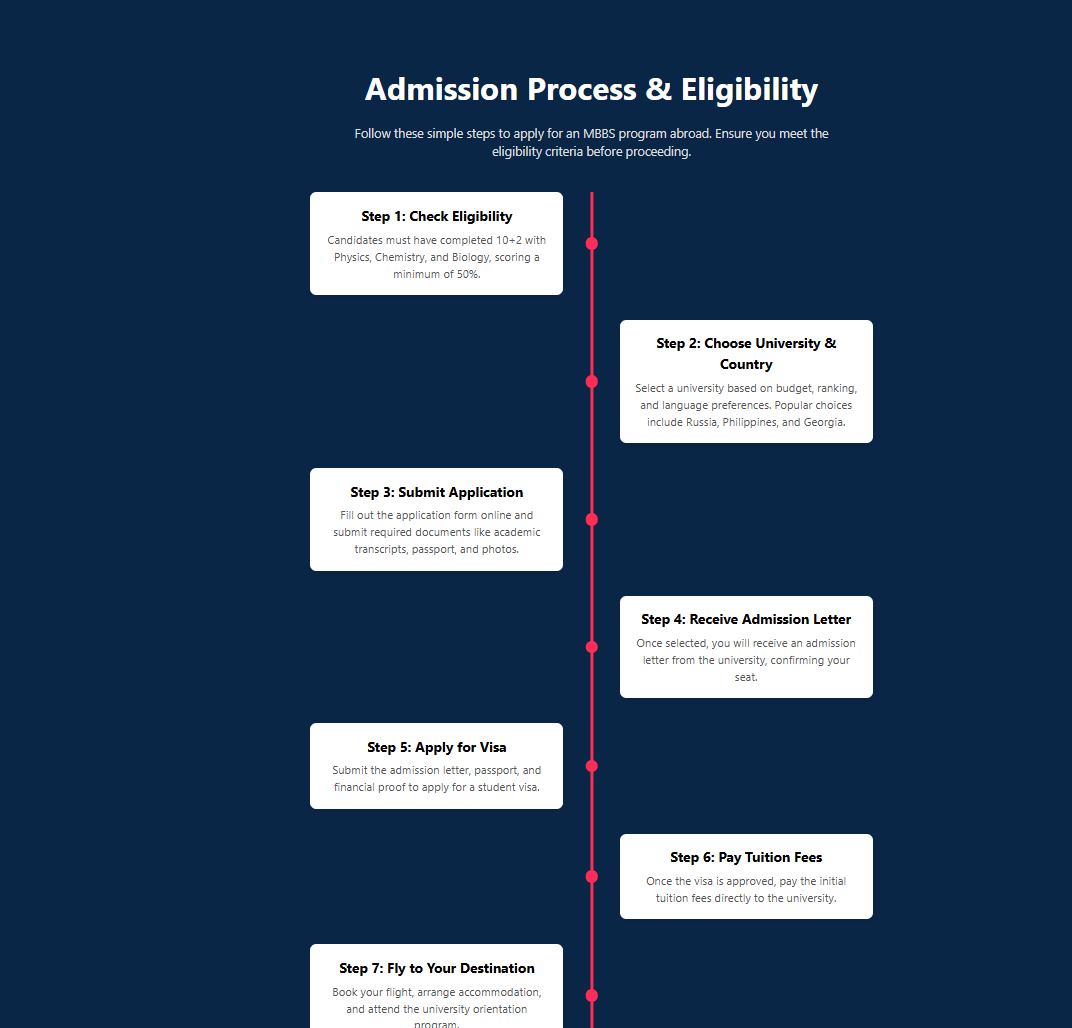 Admission Process & Eligibility
Follow these simple steps to apply for an MBBS program abroad. Ensure you meet the
eligibility criteria before proceeding.
Step 1: Check Eligibility
Candidates must have completed 10+2 with
Physics, Chemistry, and Biology, scoring a
minimum of 50%.
Step 2: Choose University &
Country
Select a university based on budget, ranking,
and language preferences. Popular choices
include Russia, Philippines, and Georgia.
Step 3: Submit Application
Fill out the application form online and
submit required documents like academic
transcripts, passport, and photos.
Step 4: Receive Admission Letter
Once selected, you will receive an admission
letter from the university, confirming your
seat.
Step 5: Apply for Visa
Submit the admission letter, passport, and
financial proof to apply for a student visa.
Step 6: Pay Tuition Fees
Once the visa is approved, pay the initial
tuition fees directly to the university.
Step 7: Fly to Your Destination
Book your flight, arrange accommodation,
and attend the university orientation
program.